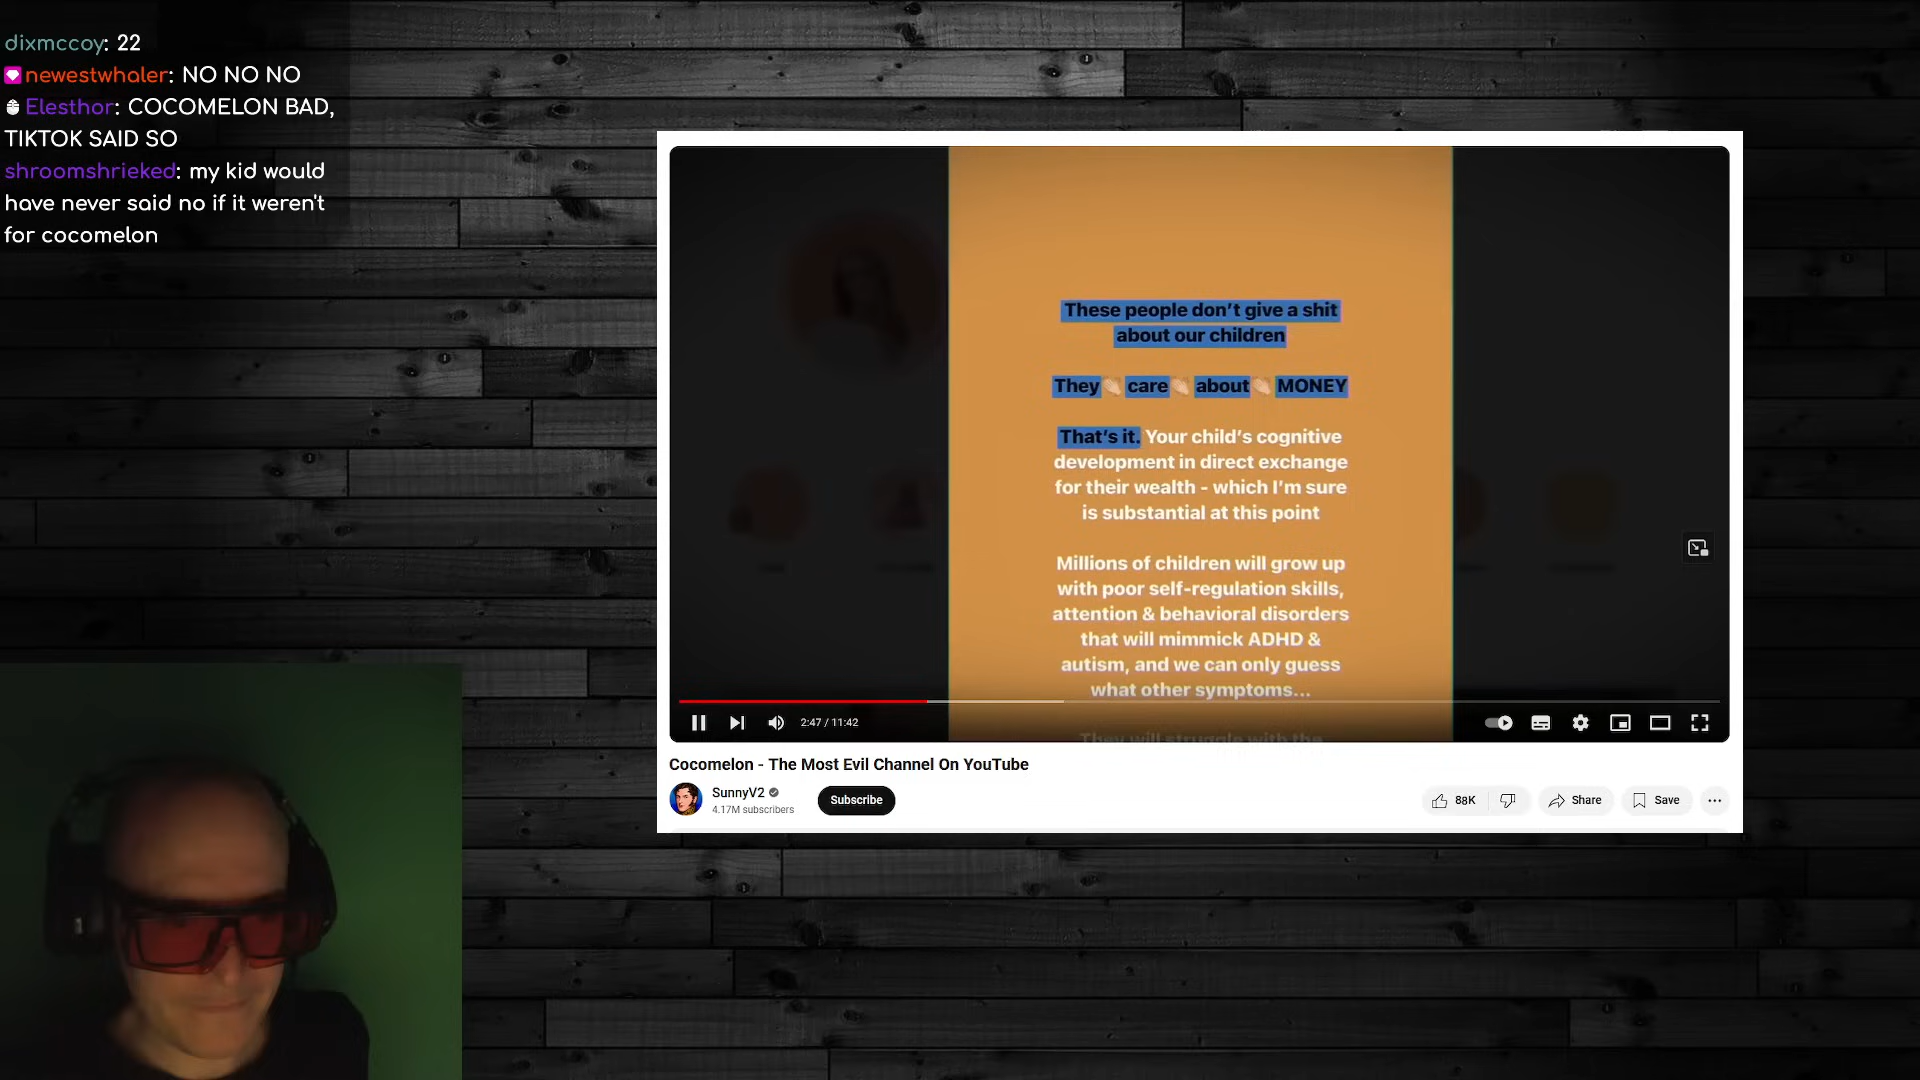 dixmccoy: 22
newestwhaler: NO NO NO
Elesthor: COCOMELON BAD,
TIKTOK SAID SO
shroomshrieked: my kid would
have never said no if it weren't
for cocomelon
These people don't give a shit
about our children
They care about MONEY
That's it. Your child's cognitive
development in direct exchange
for their wealth - which I'm sure
is substantial at this point
Millions of children will grow up
with poor self-regulation skills,
attention & behavioral disorders
that will mimmick ADHD &
autism, and we can only guess
what other symptoms...
They will struggle with the
2:47 / 11:42
Cocomelon - The Most Evil Channel On YouTube
SunnyV2
4.17M subscribers
Subscribe
88K
Share
Save